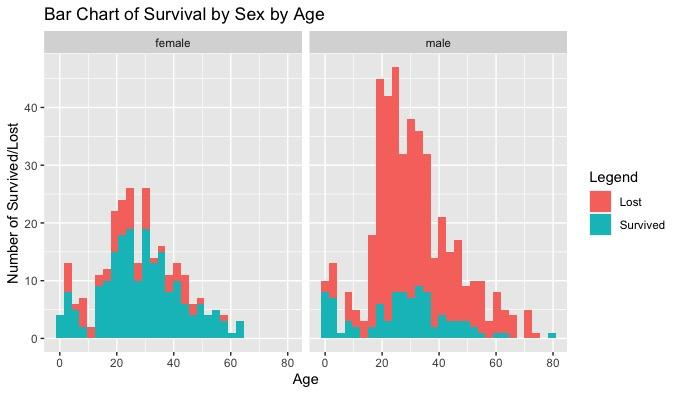 Bar Chart of Survival by Sex by Age
female
male
Number of Survived/Lost
40
30
20
10
0
0 20 40 60 80
0 20 40 60 80
Age
Legend
Lost
Survived